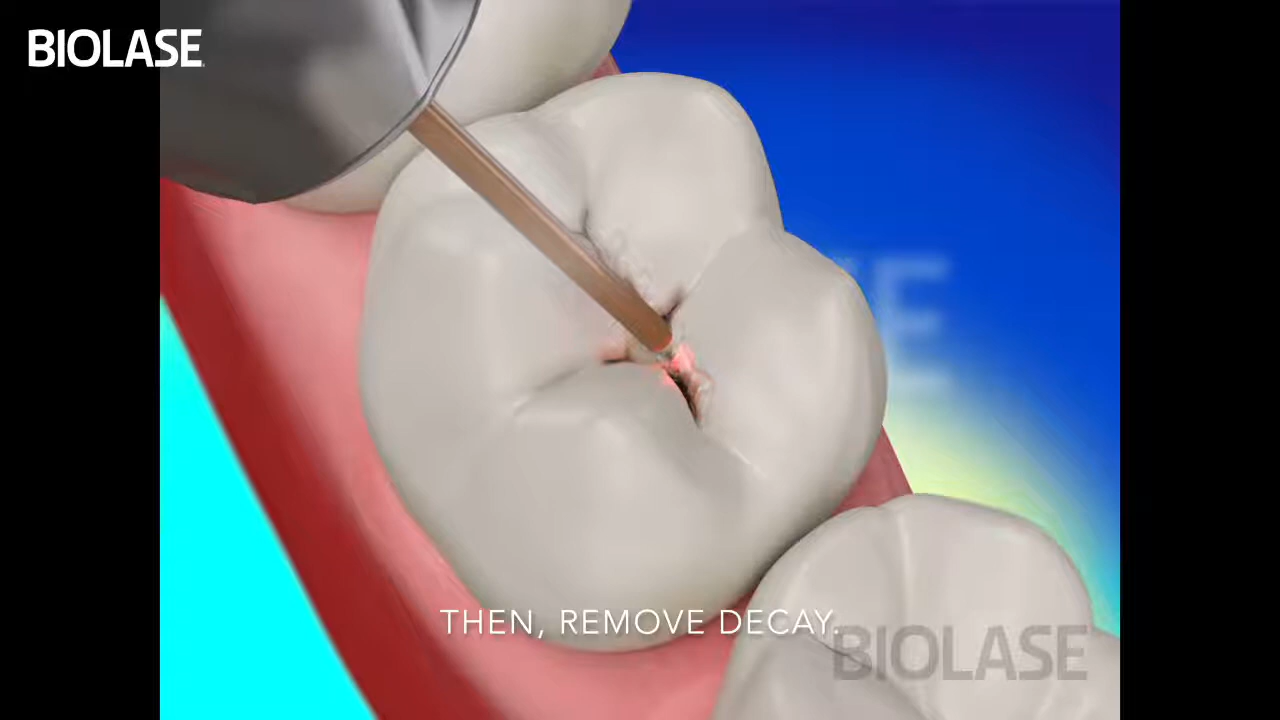 BIOLASE
E
THEN, REMOVE DECAY.
BIOLASE